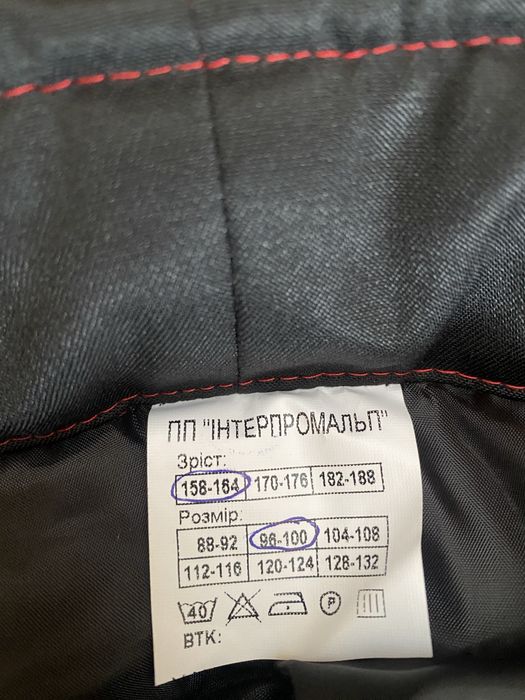 ПП "ІНТЕРПРОМАЛЬП"
Зріст:
158-164 170-176 182-188
Розмір:
88-92 96-100 104-108
112-116 120-124 128-132
40 P
ВТК: